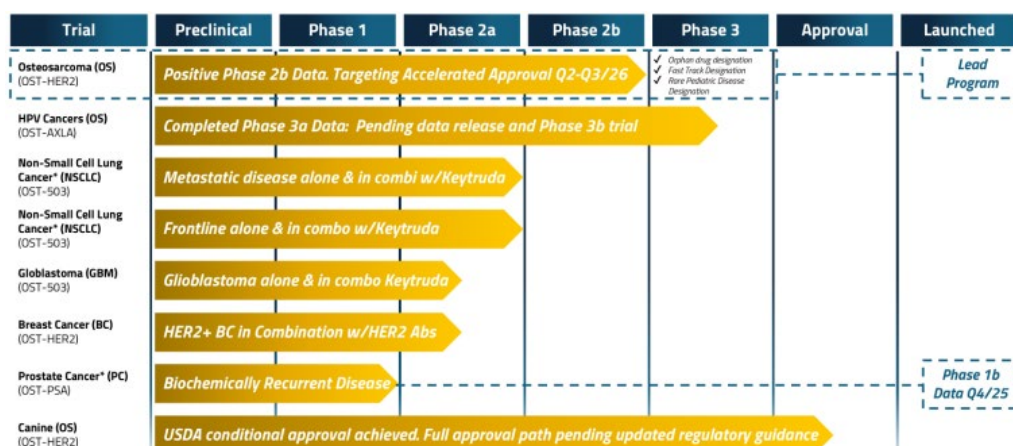 Trial Preclinical Phase 1 Phase 2a Phase 2b Phase 3 Approval Launched
Osteosarcoma (OS)
(OST-HER2)
Positive Phase 2b Data. Targeting Accelerated Approval Q2-Q3/26
✓ Orphan drug designation
✓ Fast Track Designation
✓ Rare Pediatric Disease
Designation
Lead
Program
HPV Cancers (OS)
(OST-AXLA)
Completed Phase 3a Data: Pending data release and Phase 3b trial
Non-Small Cell Lung
Cancer* (NSCLC)
(OST-503)
Metastatic disease alone & in combi w/Keytruda
Non-Small Cell Lung
Cancer* (NSCLC)
(OST-503)
Frontline alone & in combo w/Keytruda
Globlastoma (GBM)
(OST-503)
Glioblastoma alone & in combo Keytruda
Breast Cancer (BC)
(OST-HER2)
HER2+ BC in Combination w/HER2 Abs
Prostate Cancer* (PC)
(OST-PSA)
Biochemically Recurrent Disease
Phase 1b
Data Q4/25
Canine (OS)
(OST-HER2)
USDA conditional approval achieved. Full approval path pending updated regulatory guidance